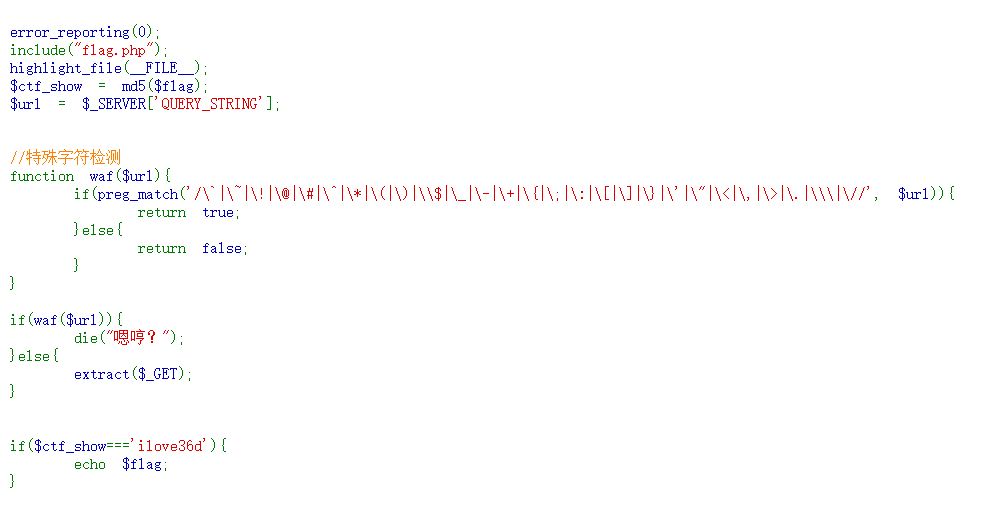 error_reporting(0);
include("flag.php");
highlight_file(__FILE__);
$ctf_show = md5($flag);
$url = $_SERVER['QUERY_STRING'];
//特殊字符检测
function waf($url){
if(preg_match('/\`|\~|\!|\@|\#|\^|\*|\(|\)|\\$|\_|\-|\+|\{|\;|\:|\[|\]|\}|\'|\"|\<|\,|\>|\.|\\\|\//', $url)){
return true;
}else{
return false;
}
}
if(waf($url)){
die("嗯哼？");
}else{
extract($_GET);
}
if($ctf_show==='ilove36d'){
echo $flag;
}